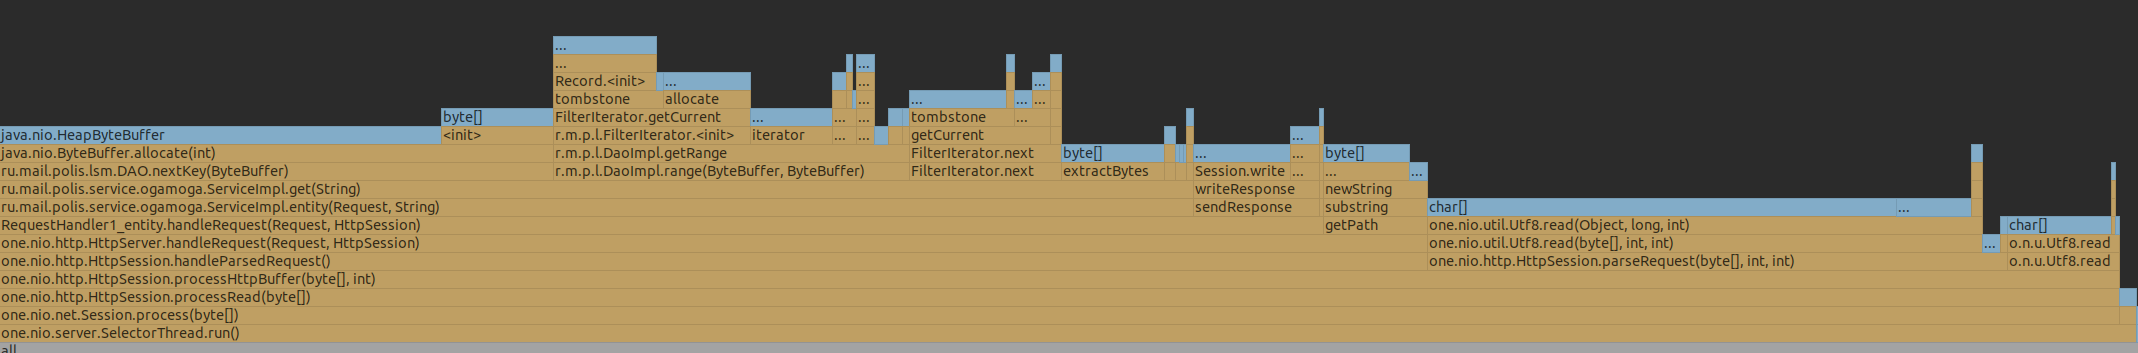 ...
...
... ...
Record.<init> ... ... ...
tombstone allocate ... ... ... ...
byte[] FilterIterator.getCurrent ... ... ... tombstone ...
java.nio.HeapByteBuffer <init> r.m.p.l.FilterIterator.<init> iterator ... ... getCurrent ...
java.nio.ByteBuffer.allocate(int) r.m.p.l.DaoImpl.getRange FilterIterator.next byte[] ... ... byte[]
ru.mail.polis.lsm.DAO.nextKey(ByteBuffer) r.m.p.l.DaoImpl.range(ByteBuffer, ByteBuffer) FilterIterator.next extractBytes Session.write ... ... ...
ru.mail.polis.service.ogamoga.ServiceImpl.get(String) writeResponse newString
ru.mail.polis.service.ogamoga.ServiceImpl.entity(Request, String) sendResponse substring char[] ...
RequestHandler1_entity.handleRequest(Request, HttpSession) getPath one.nio.util.Utf8.read(Object, long, int) char[]
one.nio.http.HttpServer.handleRequest(Request, HttpSession) one.nio.util.Utf8.read(byte[], int, int) ... o.n.u.Utf8.read
one.nio.http.HttpSession.handleParsedRequest() one.nio.http.HttpSession.parseRequest(byte[], int, int) o.n.u.Utf8.read
one.nio.http.HttpSession.processHttpBuffer(byte[], int)
one.nio.http.HttpSession.processRead(byte[])
one.nio.net.Session.process(byte[])
one.nio.server.SelectorThread.run()
all